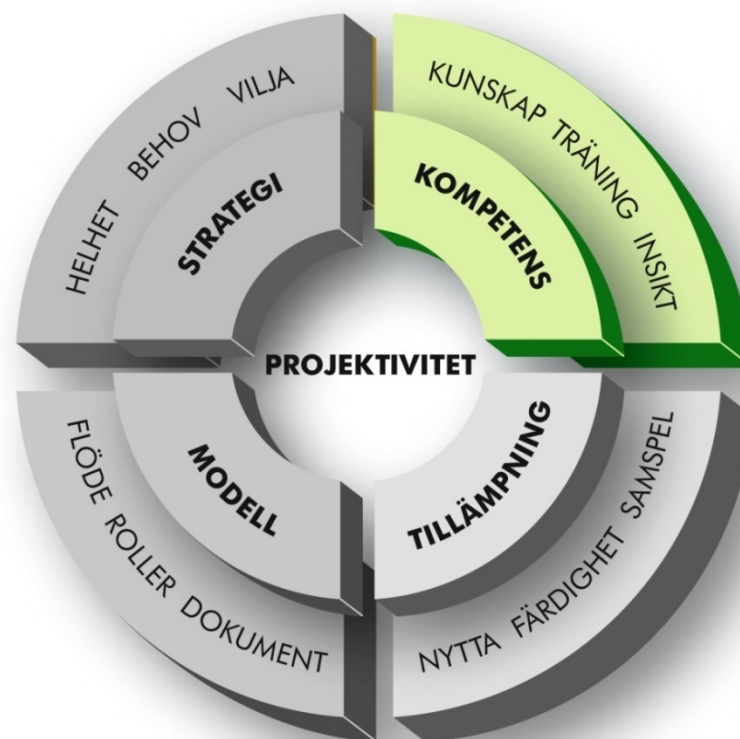 HELHET BEHOV VILJA
STRATEGI
KUNSKAP TRÄNING INSIKT
KOMPETENS
PROJEKTIVITET
MODELL
FLÖDE ROLLER DOKUMENT
TILLÄMPNING
NYTTA FÄRDIGHET SAMSPEL